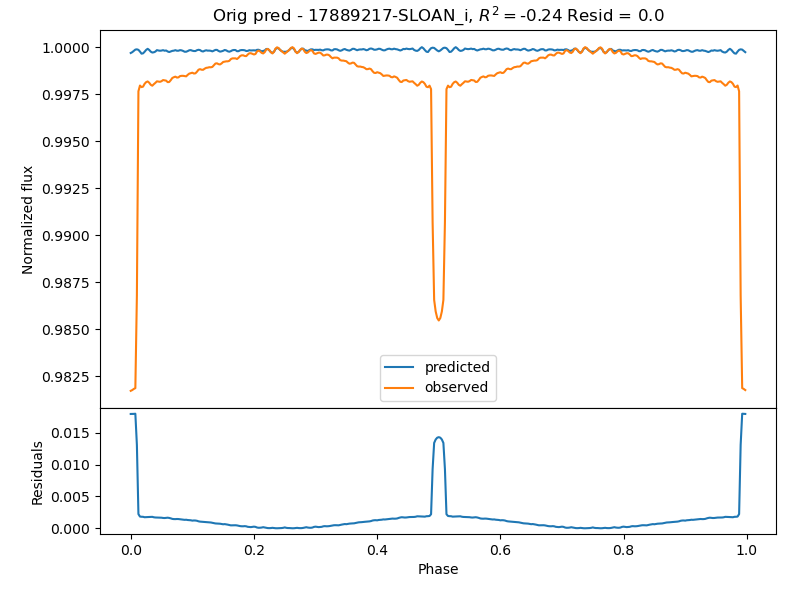 Orig pred - 17889217-SLOAN_i, R² = -0.24 Resid = 0.0
Normalized flux
1.0000
0.9975
0.9950
0.9925
0.9900
0.9875
0.9850
0.9825
predicted
observed
Residuals
0.015
0.010
0.005
0.000
0.0 0.2 0.4 0.6 0.8 1.0
Phase